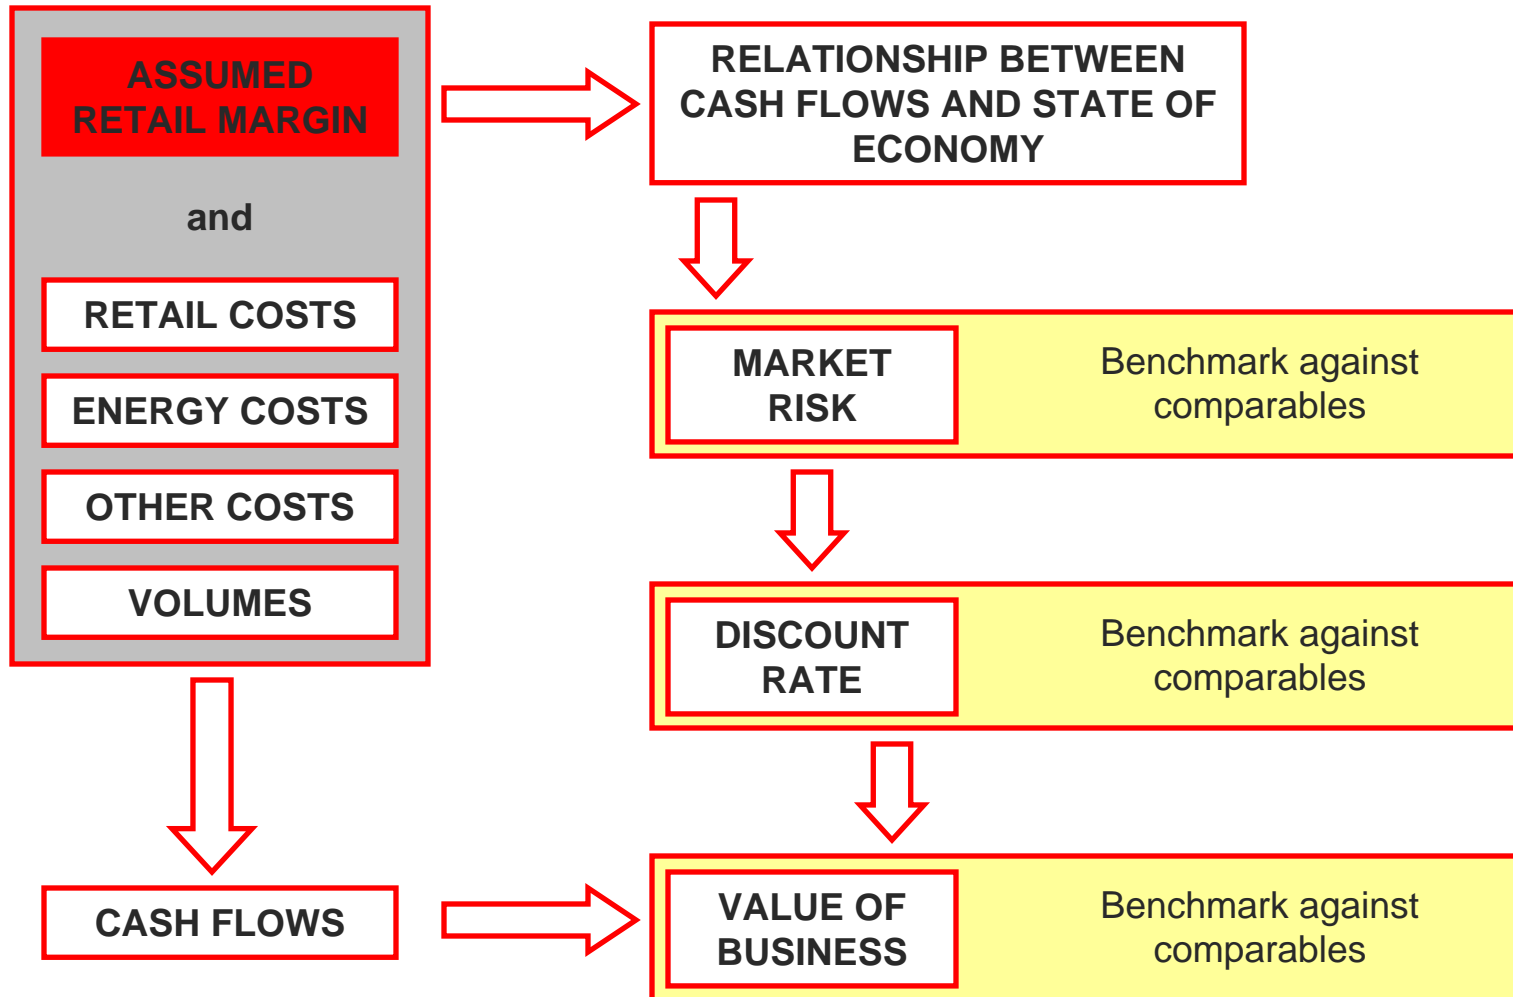 ASSUMED
RETAIL MARGIN
and
RETAIL COSTS
ENERGY COSTS
OTHER COSTS
VOLUMES
CASH FLOWS
RELATIONSHIP BETWEEN
CASH FLOWS AND STATE OF
ECONOMY
MARKET
RISK
Benchmark against
comparables
DISCOUNT
RATE
Benchmark against
comparables
VALUE OF
BUSINESS
Benchmark against
comparables